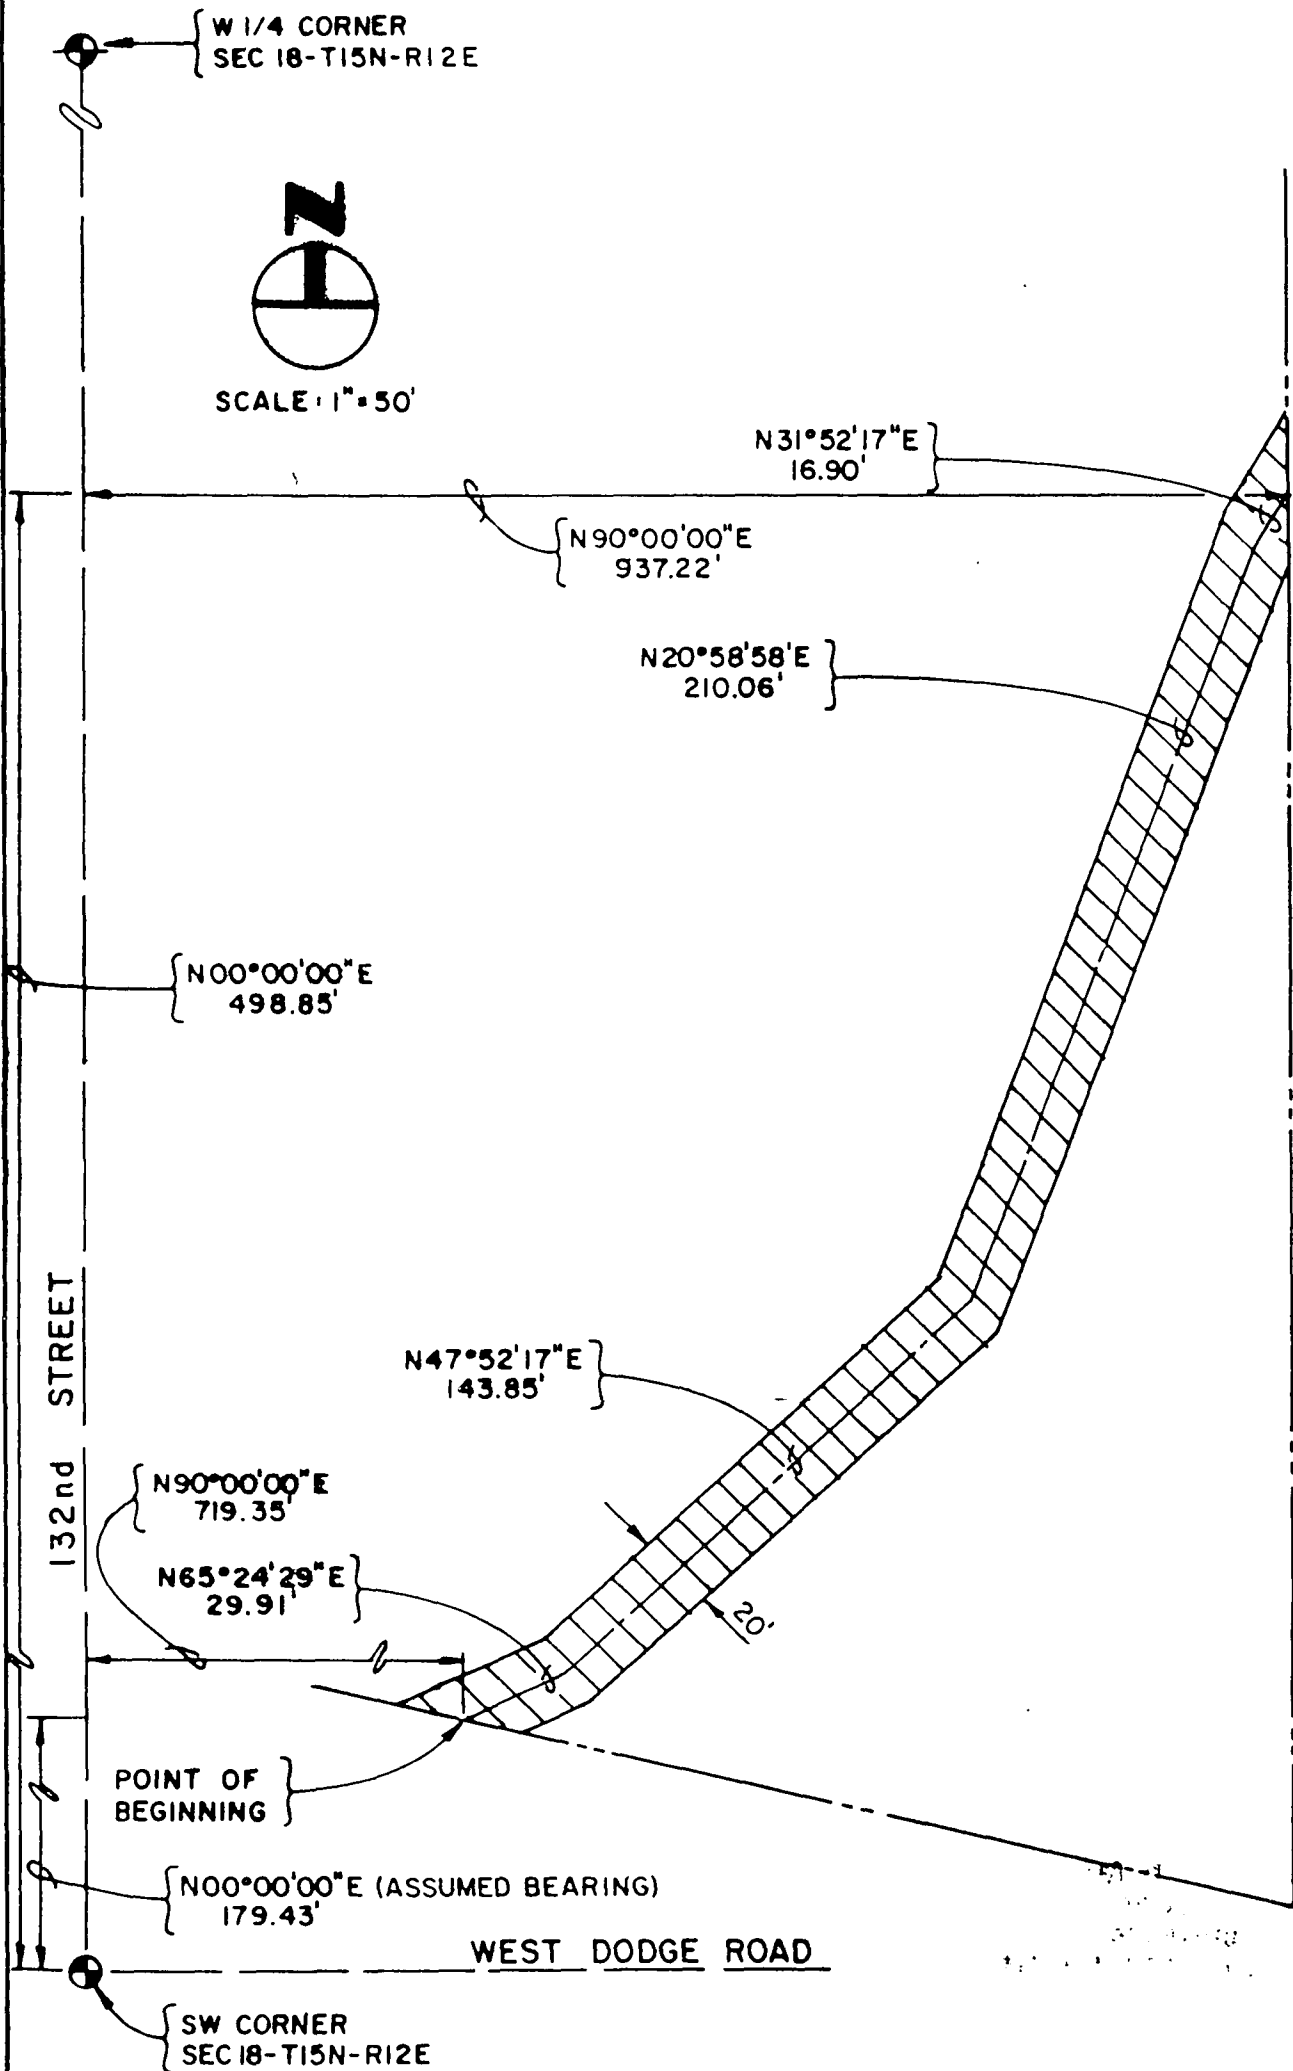 W 1/4 CORNER
SEC 18-T15N-R12E
N
SCALE: 1"=50'
N31°52'17"E
16.90'
N90°00'00"E
937.22'
N20°58'58'E
210.06'
N00°00'00"E
498.85'
132nd STREET
N47°52'17"E
143.85'
N90°00'00"E
719.35'
N65°24'29"E
29.91'
20'
POINT OF
BEGINNING
N00°00'00"E (ASSUMED BEARING)
179.43'
WEST DODGE ROAD
SW CORNER
SEC 18-T15N-R12E